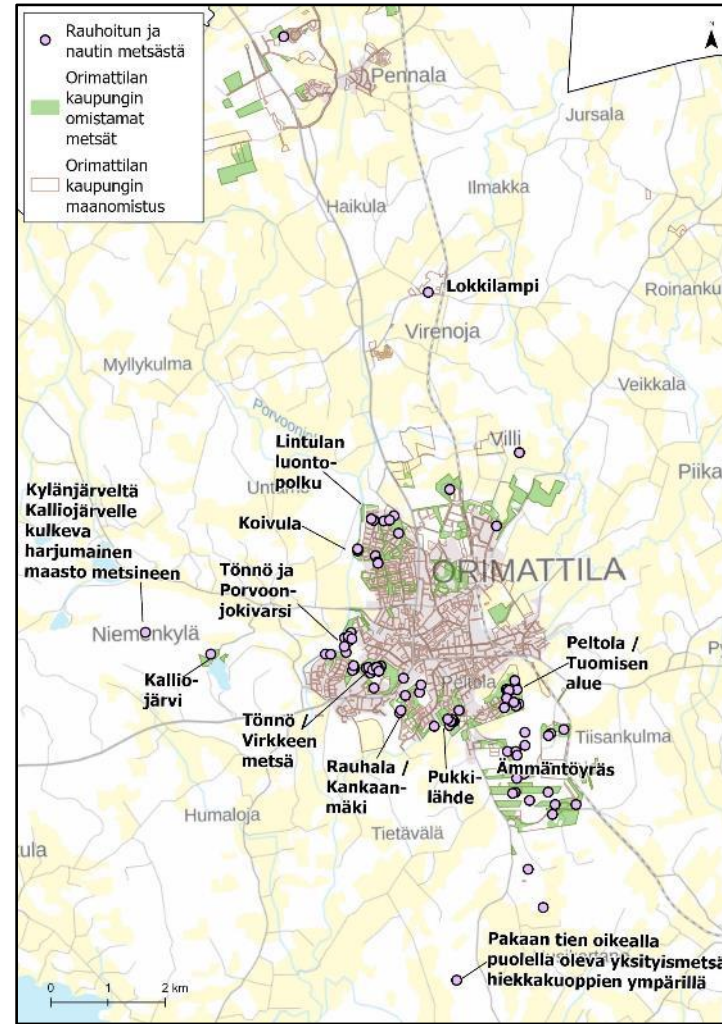 Rauhoitun ja
nautin metsästä
Orimattilan
kaupungin
omistamat
metsät
Orimattilan
kaupungin
maanomistus
N
Pennala
Jursala
Ilmakka
Haikula
Lokkilampi
Roinanku
Virenoja
Myllykulma
Veikkala
Villi
Lintulan
luonto-
polku
Piika
Kylänjärveltä
Kalliojärvelle
kulkeva
harjumainen
maasto metsineen
Koivula
ORIMATTILA
Tönnö ja
Porvoon-
jokivarsi
Niemenkylä
Peltola /
Tuomisen
alue
Kallio-
järvi
Peltola
Tönnö /
Virkkeen
metsä
Tiisankulma
Rauhala /
Kankaan-
mäki
Pukki-
lähde
Ämmäntöyräs
Humaloja
Tietävälä
Pakaan tien oikealla
puolella oleva yksityismetsä
hiekkakuoppien ympärillä
0 1 2 km